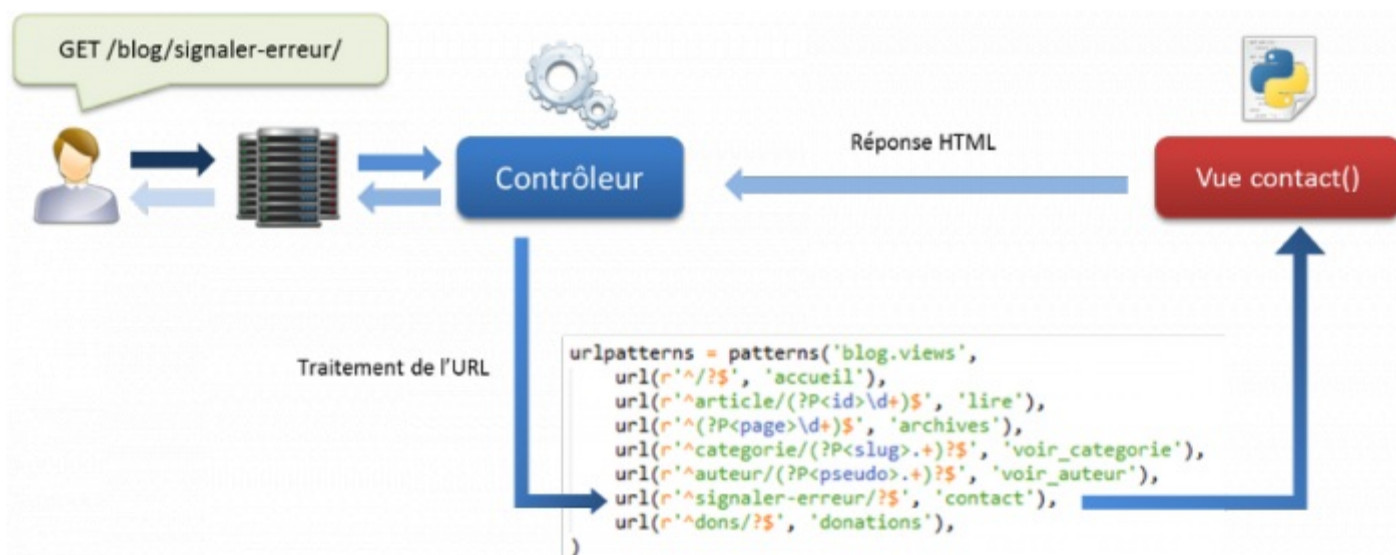 GET /blog/signaler-erreur/
Contrôleur
Réponse HTML
Vue contact()
Traitement de l'URL
urlpatterns = patterns('blog.views',
    url(r'^/?$', 'accueil'),
    url(r'^article/(?P<id>\d+)$', 'lire'),
    url(r'^(?P<page>\d+)$', 'archives'),
    url(r'^categorie/(?P<slug>.+)?$', 'voir_categorie'),
    url(r'^auteur/(?P<pseudo>.+)?$', 'voir_auteur'),
    url(r'^signaler-erreur/?$', 'contact'),
    url(r'^dons/?$', 'donations'),
)